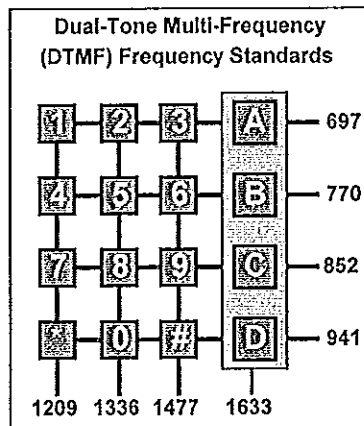 Dual-Tone Multi-Frequency
(DTMF) Frequency Standards
1 2 3 A 697
4 5 6 B 770
7 8 9 C 852
* 0 # D 941
1209 1336 1477 1633